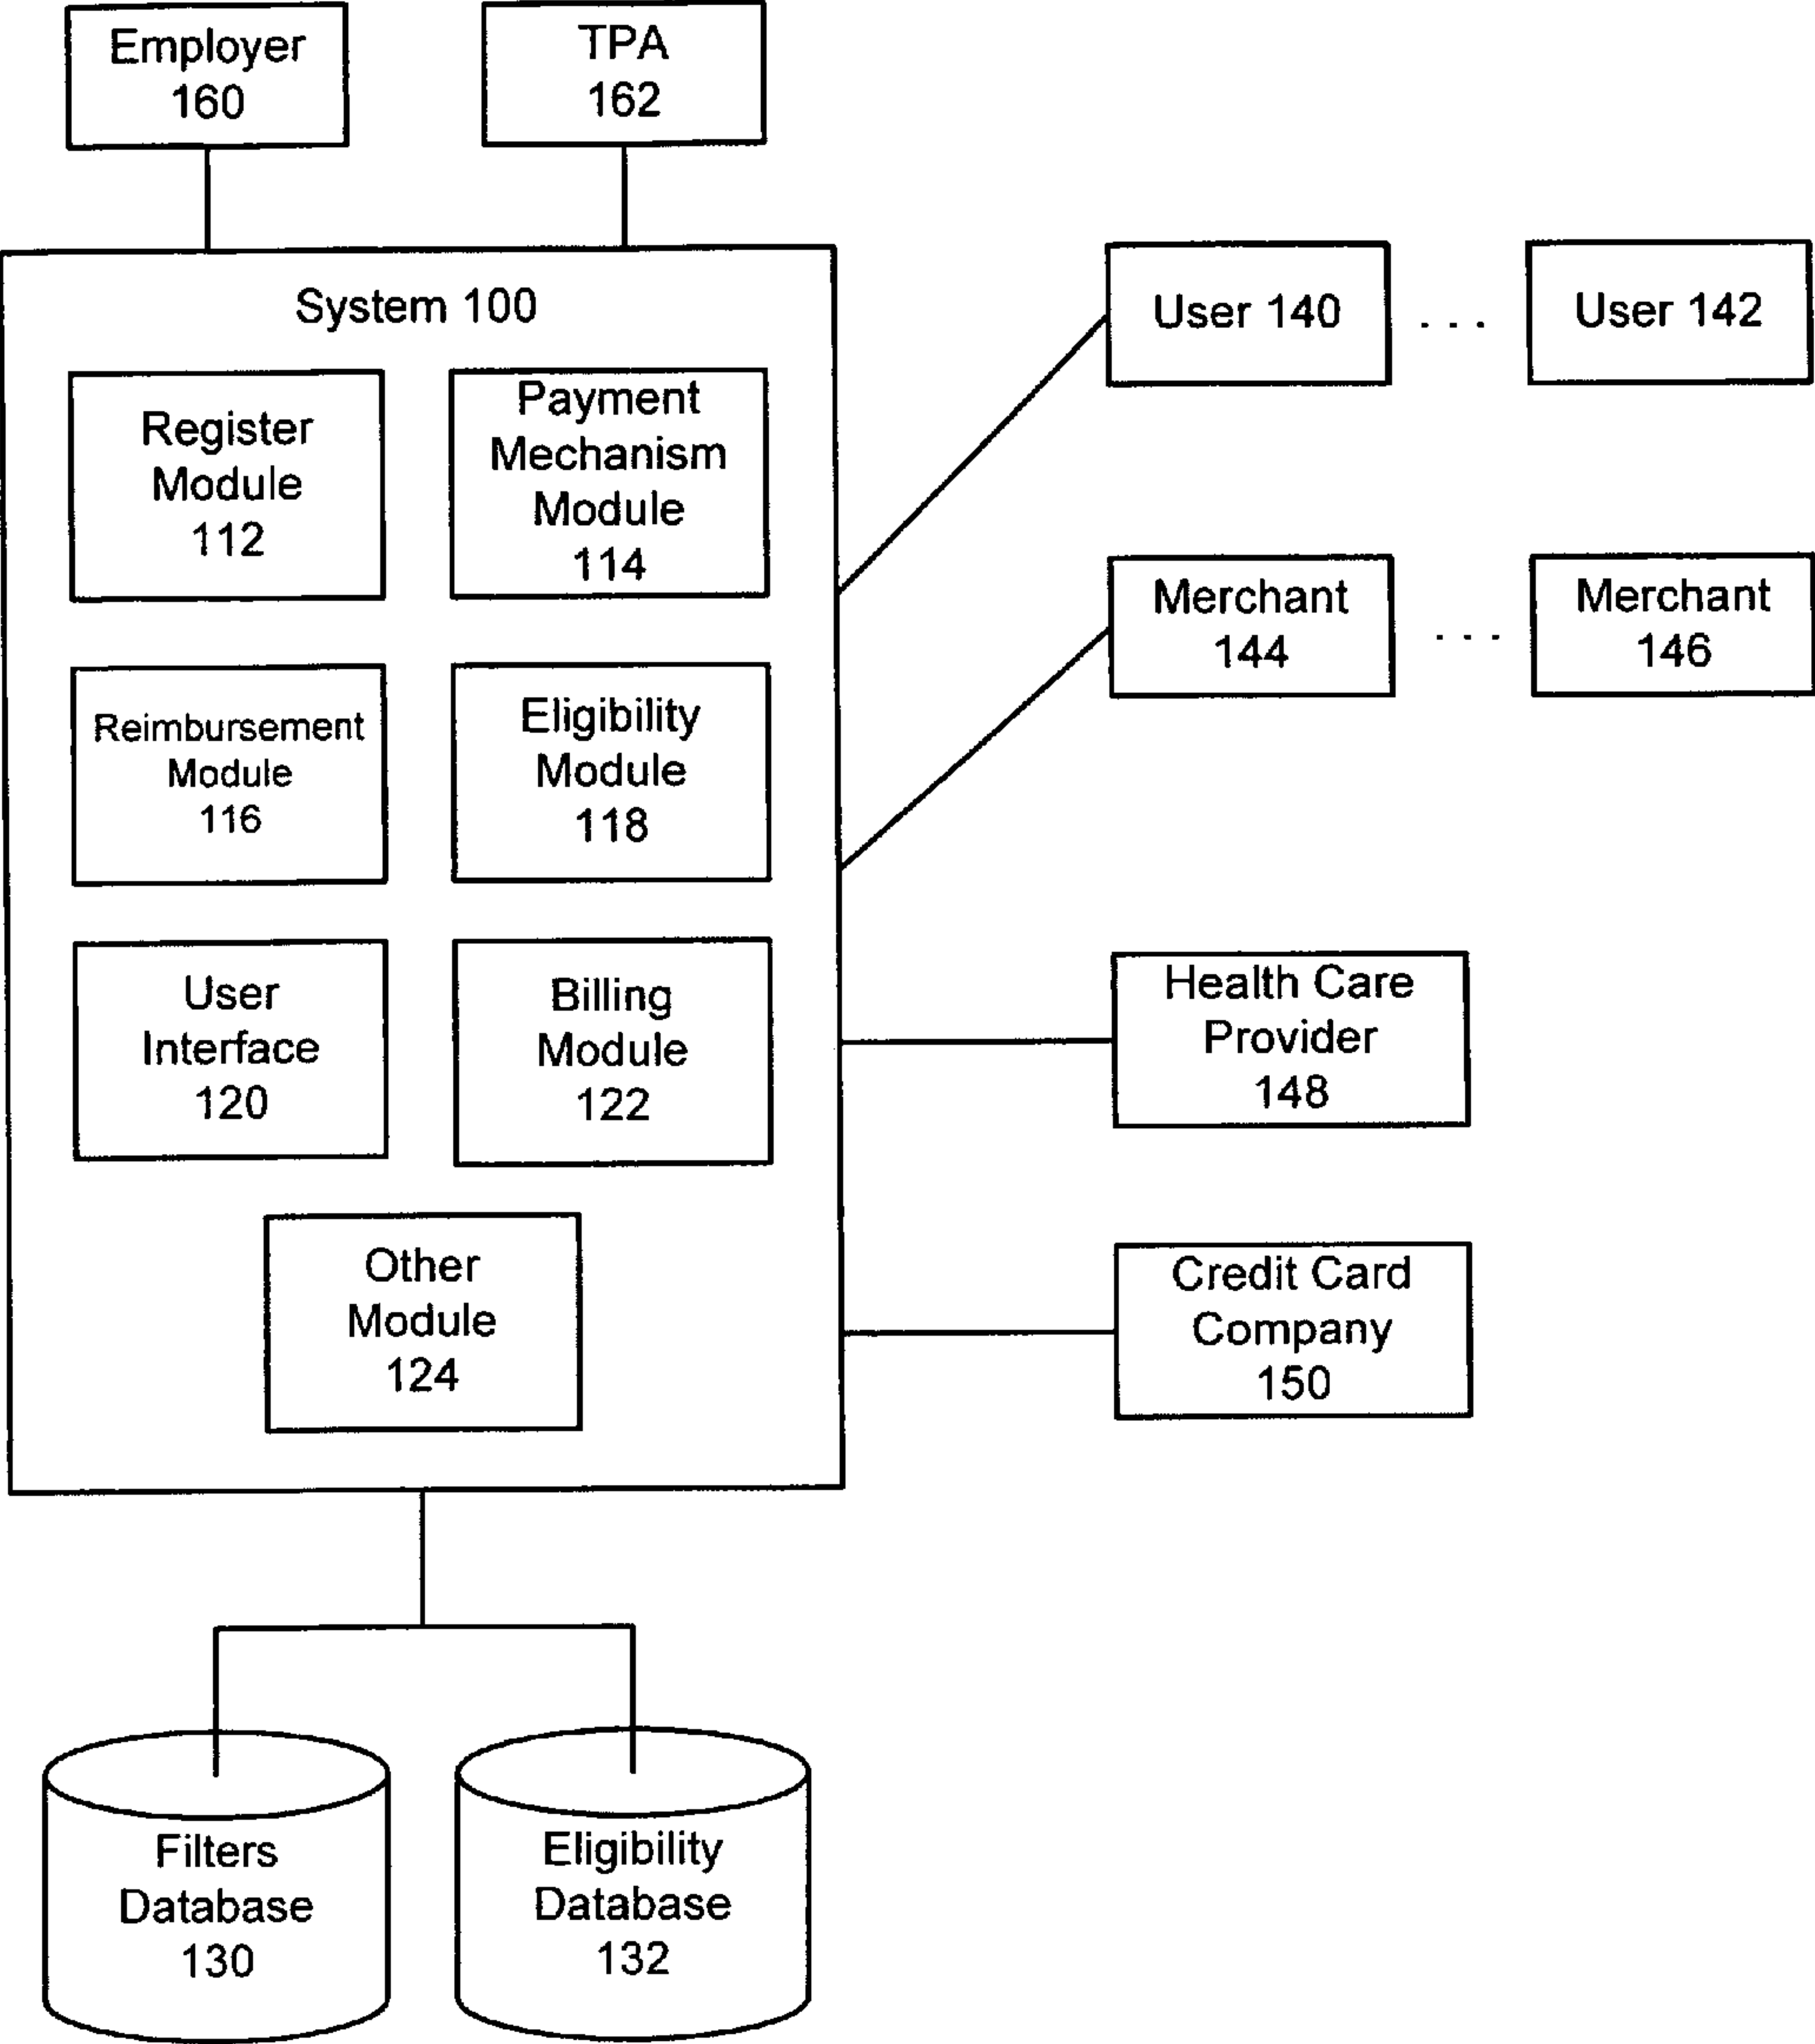 Employer
160
TPA
162
System 100
User 140
. . .
User 142
Register
Module
112
Payment
Mechanism
Module
114
Merchant
144
. . .
Merchant
146
Reimbursement
Module
116
Eligibility
Module
118
User
Interface
120
Billing
Module
122
Health Care
Provider
148
Other
Module
124
Credit Card
Company
150
Filters
Database
130
Eligibility
Database
132